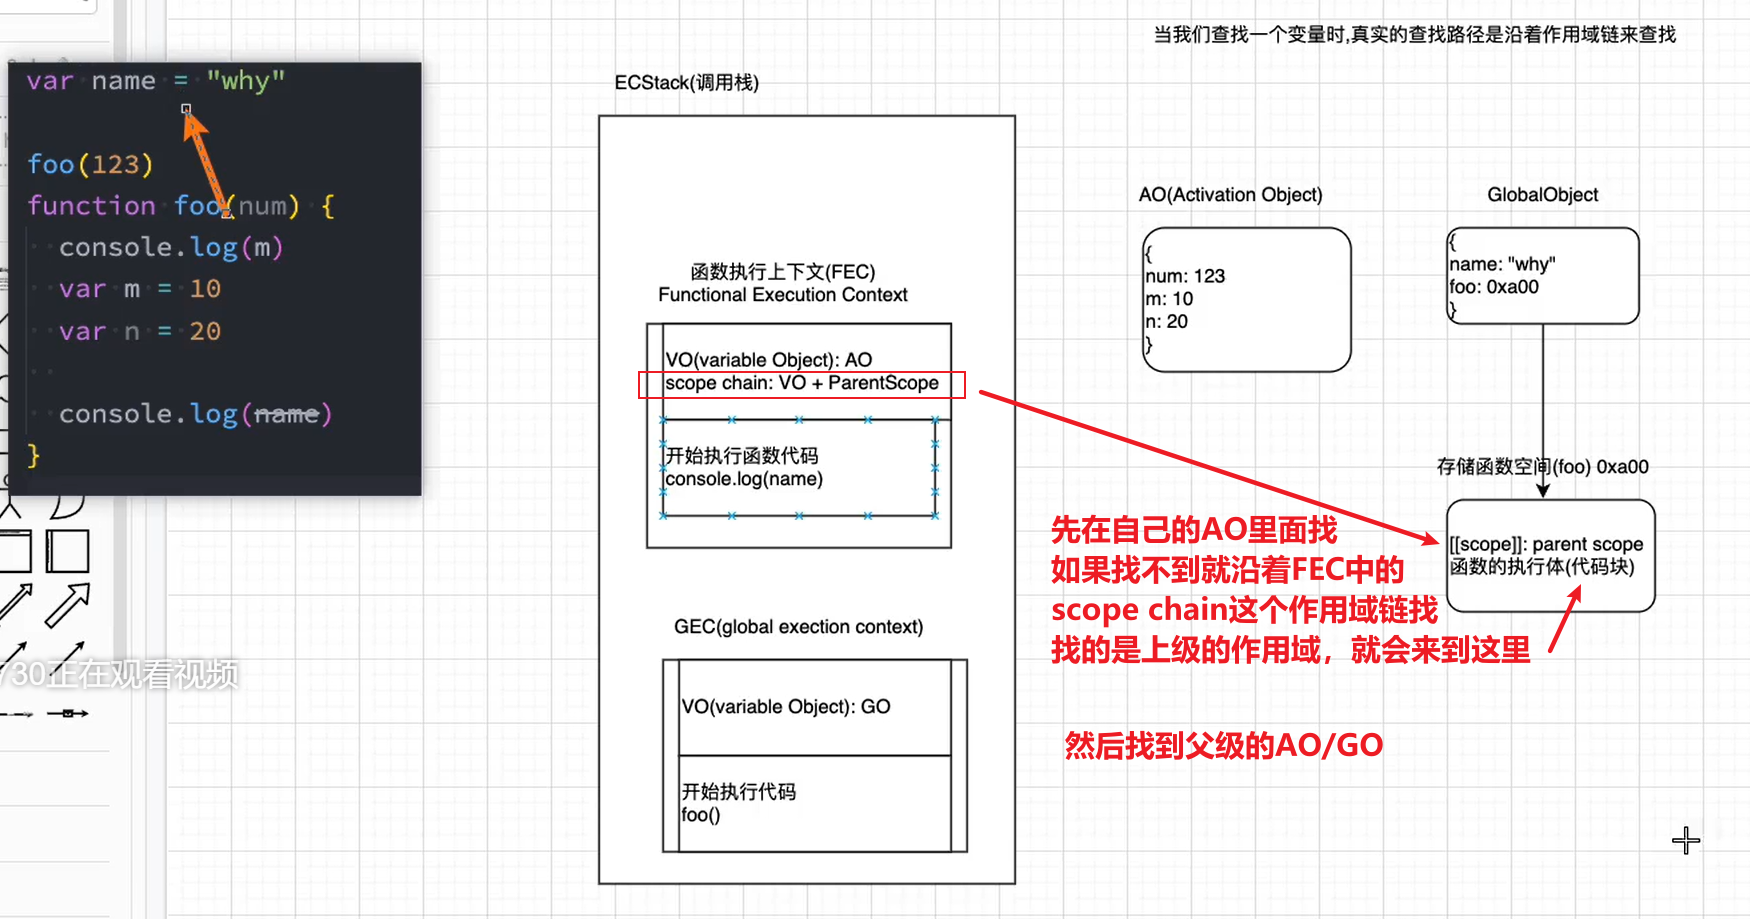 当我们查找一个变量时,真实的查找路径是沿着作用域链来查找
var name = "why"
foo(123)
function foo(num) {
console.log(m)
var m = 10
var n = 20
console.log(name)
}
ECStack(调用栈)
函数执行上下文(FEC)
Functional Execution Context
VO(variable Object): AO
scope chain: VO + ParentScope
开始执行函数代码
console.log(name)
GEC(global exection context)
VO(variable Object): GO
开始执行代码
foo()
AO(Activation Object)
{
num: 123
m: 10
n: 20
}
GlobalObject
{
name: "why"
foo: 0xa00
}
存储函数空间(foo) 0xa00
[[scope]]: parent scope
函数的执行体(代码块)
先在自己的AO里面找
如果找不到就沿着FEC中的
scope chain这个作用域链找
找的是上级的作用域，就会来到这里
然后找到父级的AO/GO
730正在观看视频